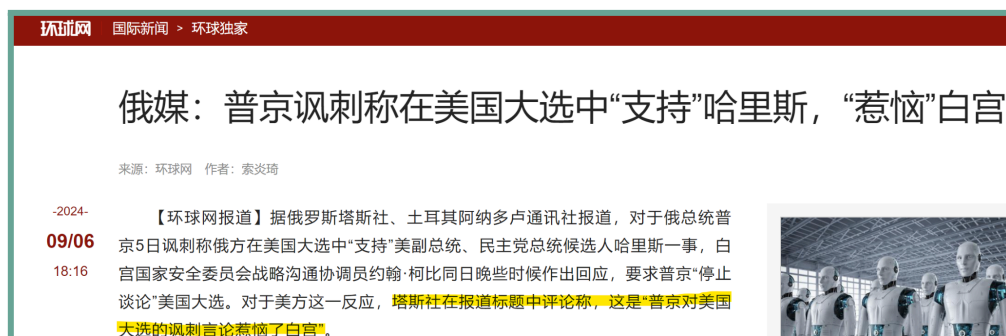 环球网 国际新闻 > 环球独家
俄媒：普京讽刺称在美国大选中“支持”哈里斯，“惹恼”白宫
来源：环球网 作者：索炎琦
-2024-
09/06
18:16
【环球网报道】据俄罗斯塔斯社、土耳其阿纳多卢通讯社报道，对于俄总统普
京5日讽刺称俄方在美国大选中“支持”美副总统、民主党总统候选人哈里斯一事，白
宫国家安全委员会战略沟通协调员约翰·柯比同日晚些时候作出回应，要求普京“停止
谈论”美国大选。对于美方这一反应，塔斯社在报道标题中评论称，这是“普京对美国
大选的讽刺言论惹恼了白宫”。